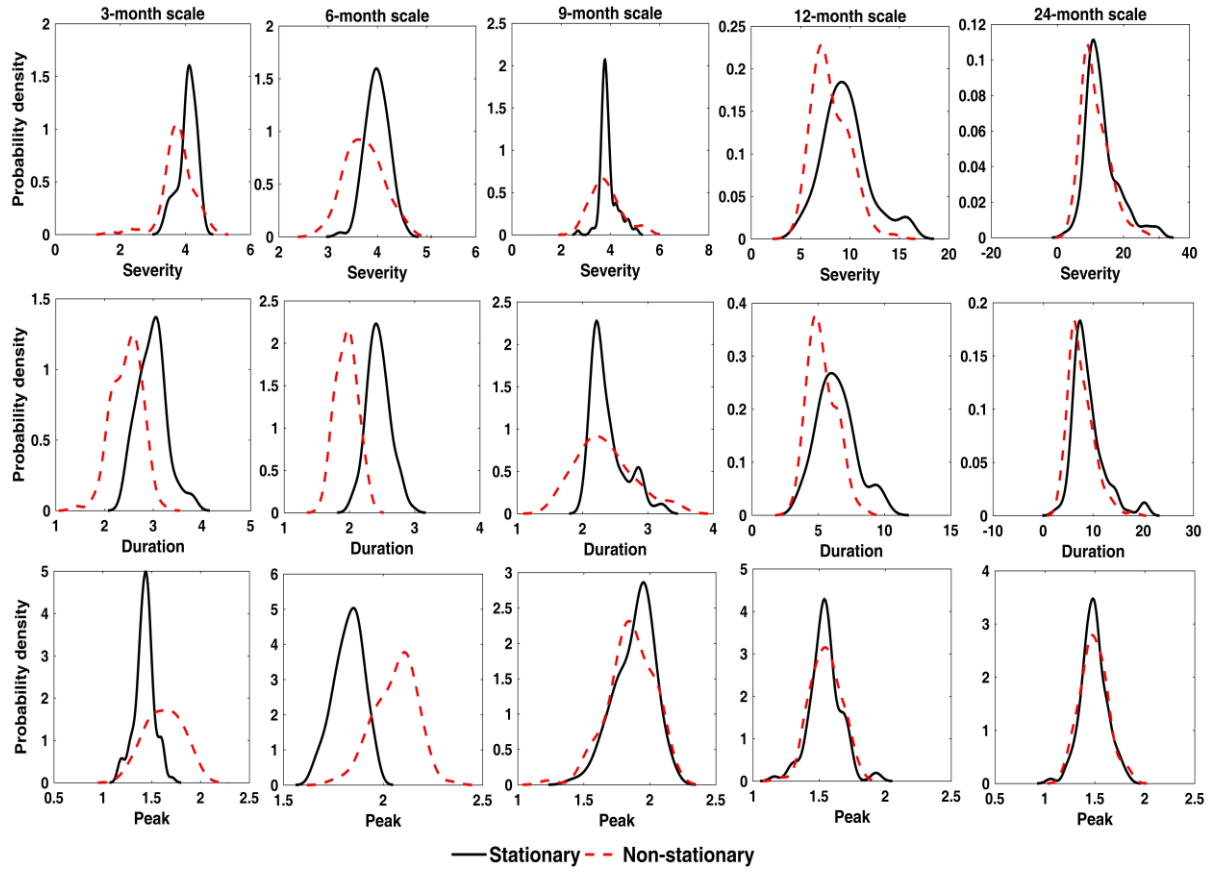 3-month scale 6-month scale 9-month scale 12-month scale 24-month scale
Probability density
2 1.5 1 0.5 0
0 2 4 6
Severity
2 1.5 1 0.5 0
2 3 4 5 6
Severity
2.5 2 1.5 1 0.5 0
0 2 4 6 8
Severity
0.25 0.2 0.15 0.1 0.05 0
0 5 10 15 20
Severity
0.12 0.1 0.08 0.06 0.04 0.02 0
-20 0 20 40
Severity
Probability density
1.5 1 0.5 0
1 2 3 4 5
Duration
2.5 2 1.5 1 0.5 0
1 2 3 4
Duration
2.5 2 1.5 1 0.5 0
1 2 3 4
Duration
0.4 0.3 0.2 0.1 0
0 5 10 15
Duration
0.2 0.15 0.1 0.05 0
-10 0 10 20 30
Duration
Probability density
5 4 3 2 1 0
0.5 1 1.5 2 2.5
Peak
6 5 4 3 2 1 0
1.5 2 2.5
Peak
3 2.5 2 1.5 1 0.5 0
1 1.5 2 2.5
Peak
5 4 3 2 1 0
1 1.5 2 2.5
Peak
4 3 2 1 0
0.5 1 1.5 2 2.5
Peak
Stationary Non-stationary